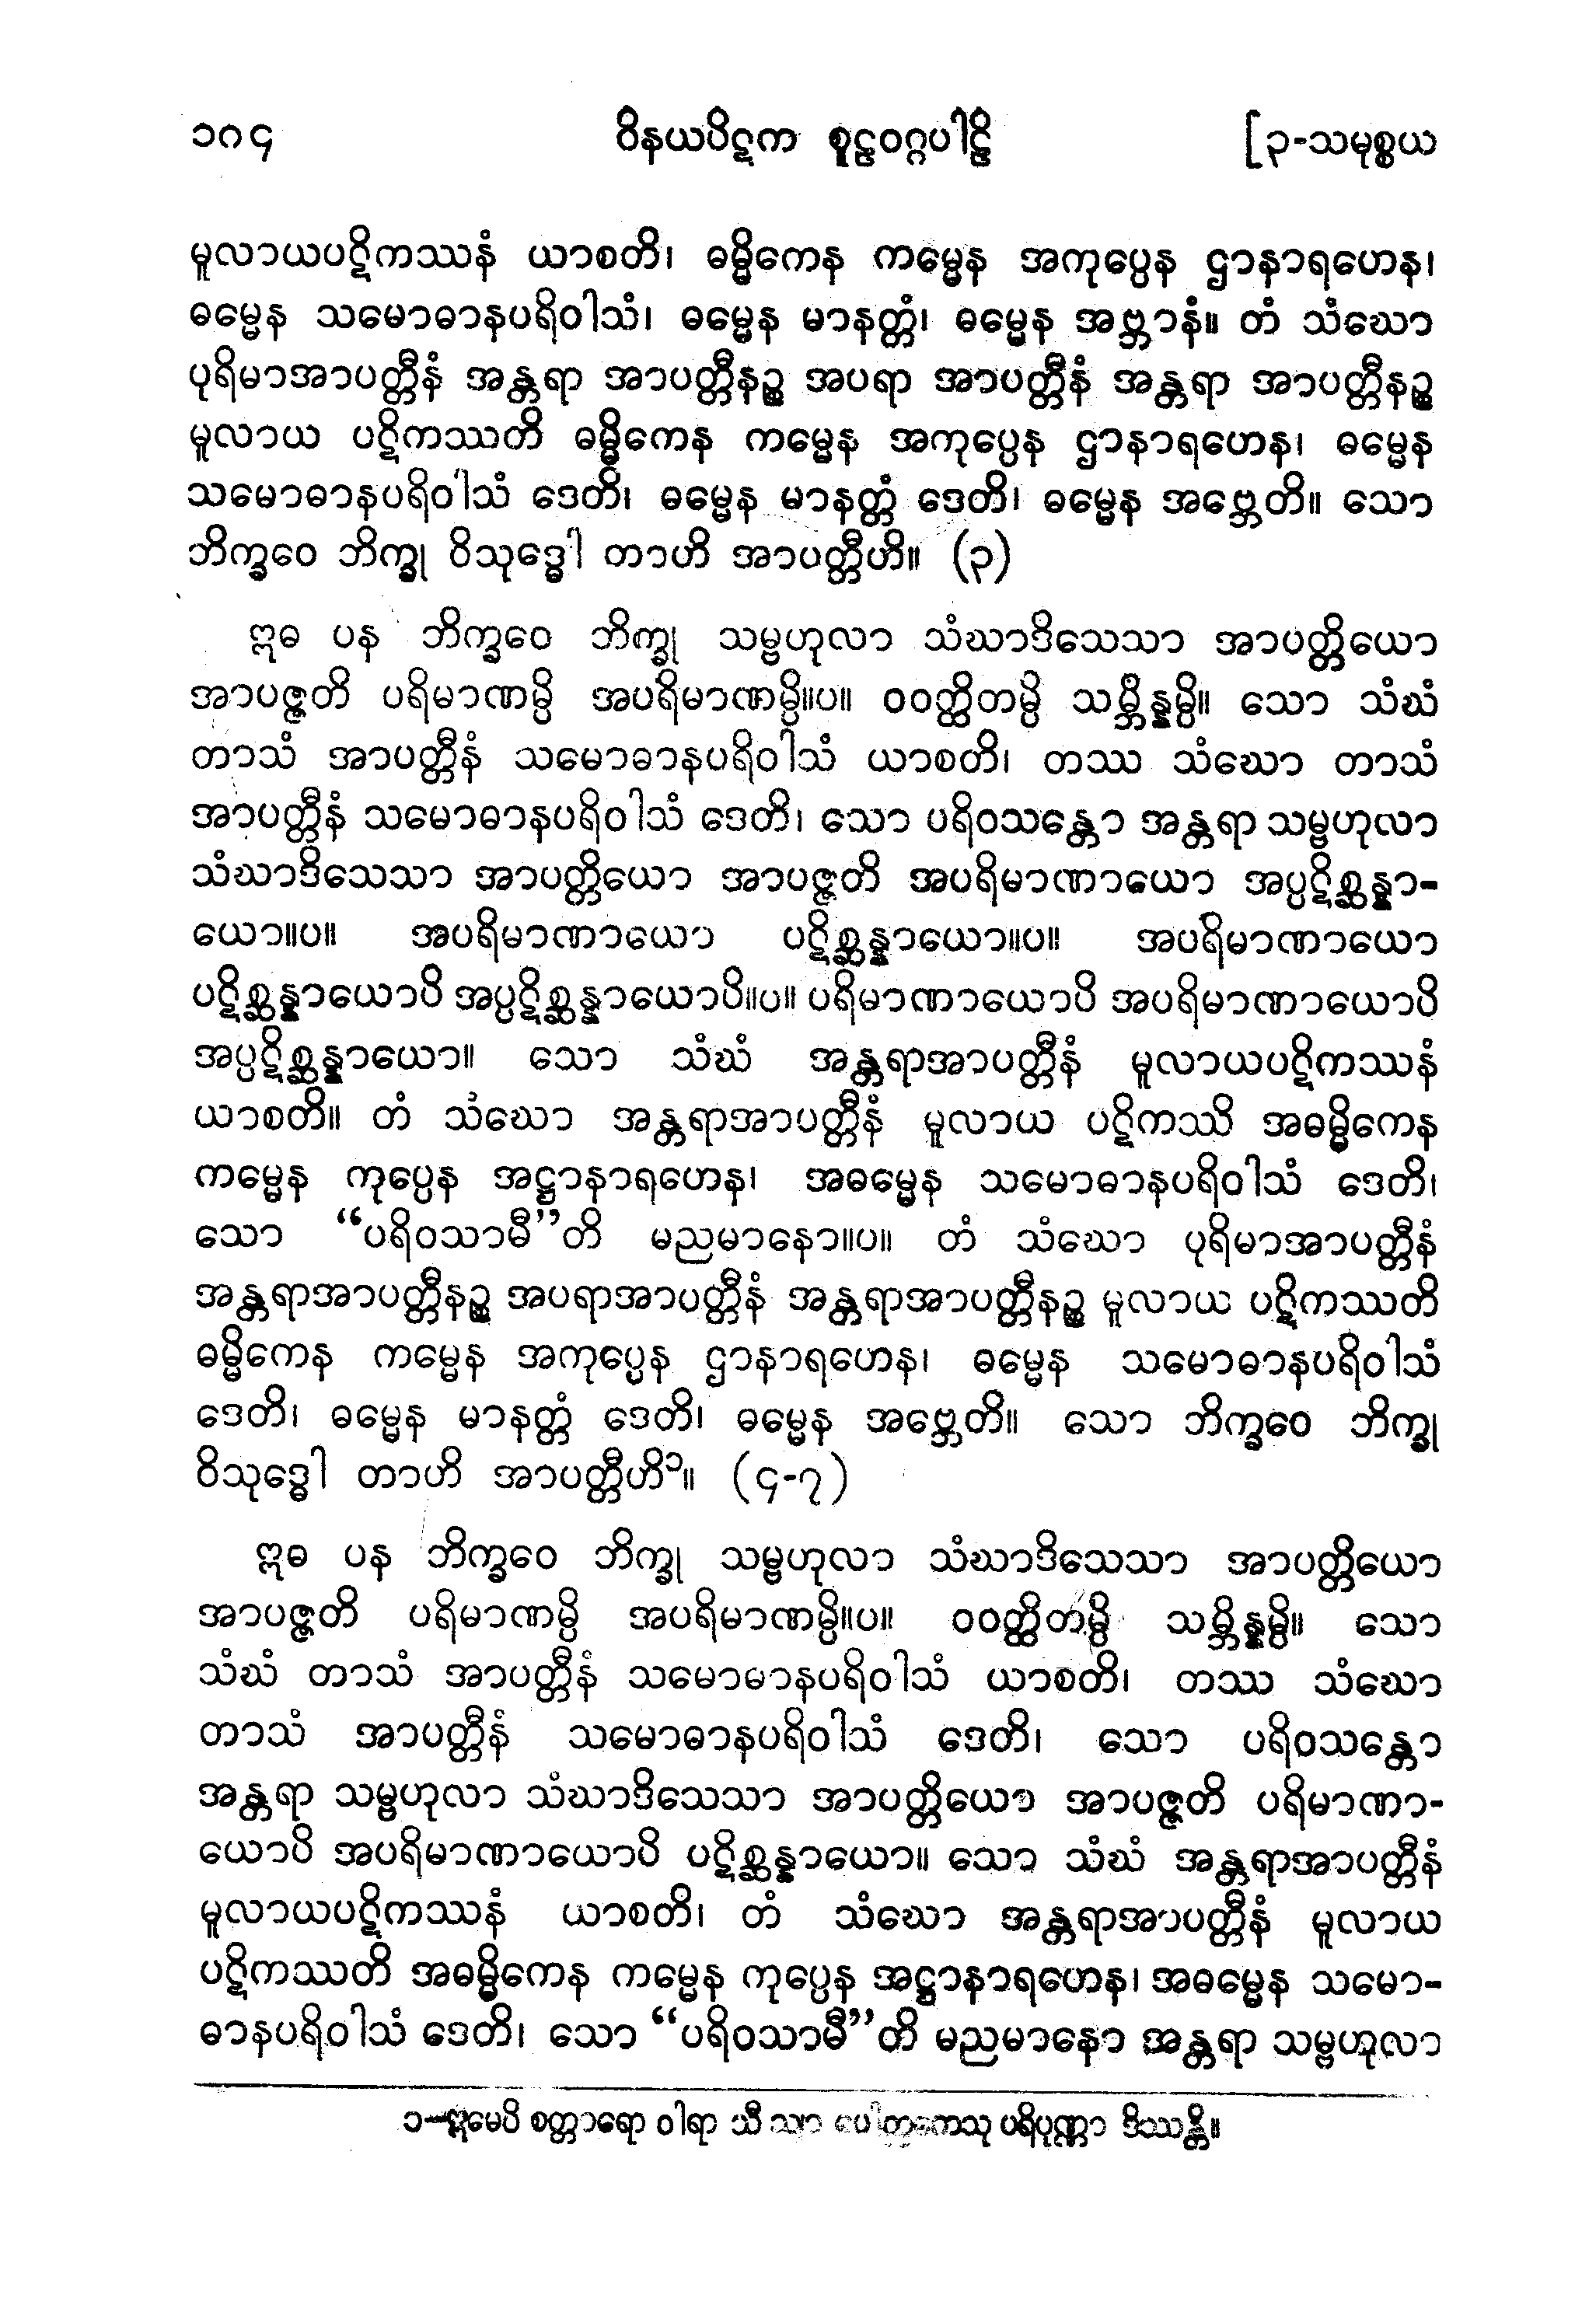 ၁၈၄ ဝိနယပိဋက စူဠဝဂ္ဂပါဠိ [၃-သမုစ္စယ
မူလာယပဋိကဿနံ ယာစတိ၊ ဓမ္မိကေန ကမ္မေန အကုပ္ပေန ဌာနာရဟေန၊
ဓမ္မေန သမောဓာနပရိဝါသံ၊ ဓမ္မေန မာနတ္တံ၊ ဓမ္မေန အဗ္ဘာနံ။ တံ သံဃော
ပုရိမာအာပတ္တီနံ အန္တရာ အာပတ္တီနဉ္စ အပရာ အာပတ္တီနံ အန္တရာ အာပတ္တီနဉ္စ
မူလာယ ပဋိကဿတိ ဓမ္မိကေန ကမ္မေန အကုပ္ပေန ဌာနာရဟေန၊ ဓမ္မေန
သမောဓာနပရိဝါသံ ဒေတိ၊ ဓမ္မေန မာနတ္တံ ဒေတိ၊ ဓမ္မေန အဗ္ဘေတိ။ သော
ဘိက္ခဝေ ဘိက္ခု ဝိသုဒ္ဓေါ တာဟိ အာပတ္တီဟိ။ (၃)
ဣဓ ပန ဘိက္ခဝေ ဘိက္ခု သမ္ဗဟုလာ သံဃာဒိသေသာ အာပတ္တိယော
အာပဇ္ဇတိ ပရိမာဏမ္ပိ အပရိမာဏမ္ပိ။ပ။ ဝဝတ္ထိတမ္ပိ သမ္ဘိန္နမ္ပိ။ သော သံဃံ
တာသံ အာပတ္တီနံ သမောဓာနပရိဝါသံ ယာစတိ၊ တဿ သံဃော တာသံ
အာပတ္တီနံ သမောဓာနပရိဝါသံ ဒေတိ၊ သော ပရိဝသန္တော အန္တရာ သမ္ဗဟုလာ
သံဃာဒိသေသာ အာပတ္တိယော အာပဇ္ဇတိ အပရိမာဏာယော အပ္ပဋိစ္ဆန္နာ-
ယော။ပ။ အပရိမာဏာယော ပဋိစ္ဆန္နာယော။ပ။ အပရိမာဏာယော
ပဋိစ္ဆန္နာယောပိ အပ္ပဋိစ္ဆန္နာယောပိ။ပ။ ပရိမာဏာယောပိ အပရိမာဏာယောပိ
အပ္ပဋိစ္ဆန္နာယော။ သော သံဃံ အန္တရာအာပတ္တီနံ မူလာယပဋိကဿနံ
ယာစတိ။ တံ သံဃော အန္တရာအာပတ္တီနံ မူလာယ ပဋိကဿိ အဓမ္မိကေန
ကမ္မေန ကုပ္ပေန အဋ္ဌာနာရဟေန၊ အဓမ္မေန သမောဓာနပရိဝါသံ ဒေတိ၊
သော “ပရိဝသာမီ”တိ မညမာနော။ပ။ တံ သံဃော ပုရိမာအာပတ္တီနံ
အန္တရာအာပတ္တီနဉ္စ အပရာအာပတ္တီနံ အန္တရာအာပတ္တီနဉ္စ မူလာယ ပဋိကဿတိ
ဓမ္မိကေန ကမ္မေန အကုပ္ပေန ဌာနာရဟေန၊ ဓမ္မေန သမောဓာနပရိဝါသံ
ဒေတိ၊ ဓမ္မေန မာနတ္တံ ဒေတိ၊ ဓမ္မေန အဗ္ဘေတိ။ သော ဘိက္ခဝေ ဘိက္ခု
ဝိသုဒ္ဓေါ တာဟိ အာပတ္တီဟိ၁။ (၄-၇)
ဣဓ ပန ဘိက္ခဝေ ဘိက္ခု သမ္ဗဟုလာ သံဃာဒိသေသာ အာပတ္တိယော
အာပဇ္ဇတိ ပရိမာဏမ္ပိ အပရိမာဏမ္ပိ။ပ။ ဝဝတ္ထိတမ္ပိ သမ္ဘိန္နမ္ပိ။ သော
သံဃံ တာသံ အာပတ္တီနံ သမောဓာနပရိဝါသံ ယာစတိ၊ တဿ သံဃော
တာသံ အာပတ္တီနံ သမောဓာနပရိဝါသံ ဒေတိ၊ သော ပရိဝသန္တော
အန္တရာ သမ္ဗဟုလာ သံဃာဒိသေသာ အာပတ္တိယော အာပဇ္ဇတိ ပရိမာဏာ-
ယောပိ အပရိမာဏာယောပိ ပဋိစ္ဆန္နာယော။ သော သံဃံ အန္တရာအာပတ္တီနံ
မူလာယပဋိကဿနံ ယာစတိ၊ တံ သံဃော အန္တရာအာပတ္တီနံ မူလာယ
ပဋိကဿတိ အဓမ္မိကေန ကမ္မေန ကုပ္ပေန အဋ္ဌာနာရဟေန၊ အဓမ္မေန သမော-
ဓာနပရိဝါသံ ဒေတိ၊ သော “ပရိဝသာမီ”တိ မညမာနော အန္တရာ သမ္ဗဟုလာ
၁-ဣမေပိ စတ္တာရော ဝါရာ သီ သျာ ပေါတ္ထကေသု ပရိပုဏ္ဏာ ဒိဿန္တိ။